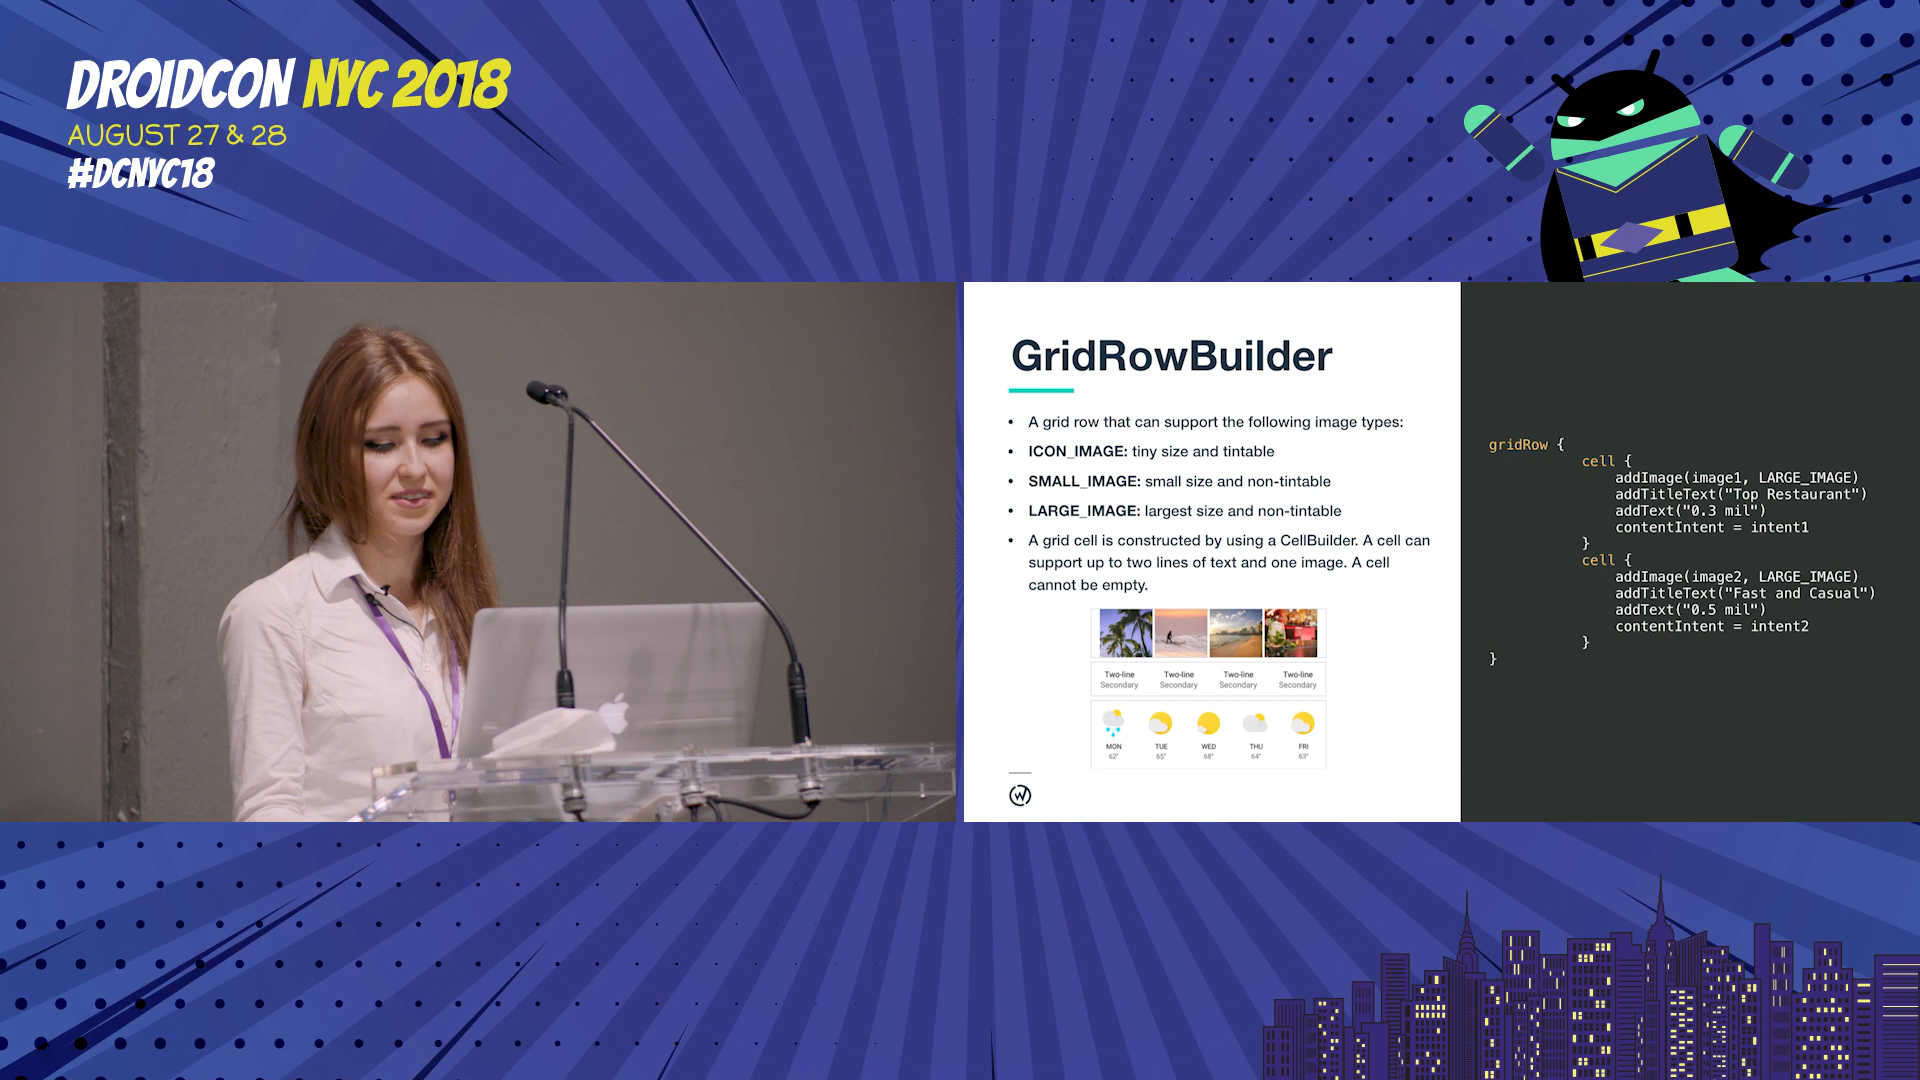 DROIDCON NYC 2018
AUGUST 27 & 28
#DCNYC18
GridRowBuilder
• A grid row that can support the following image types:
• ICON_IMAGE: tiny size and tintable
• SMALL_IMAGE: small size and non-tintable
• LARGE_IMAGE: largest size and non-tintable
• A grid cell is constructed by using a CellBuilder. A cell can
support up to two lines of text and one image. A cell
cannot be empty.
Two-line Two-line Two-line Two-line
Secondary Secondary Secondary Secondary
MON TUE WED THU FRI
62° 65° 68° 64° 63°
W
gridRow {
cell {
addImage(image1, LARGE_IMAGE)
addTitleText("Top Restaurant")
addText("0.3 mil")
contentIntent = intent1
}
cell {
addImage(image2, LARGE_IMAGE)
addTitleText("Fast and Casual")
addText("0.5 mil")
contentIntent = intent2
}
}